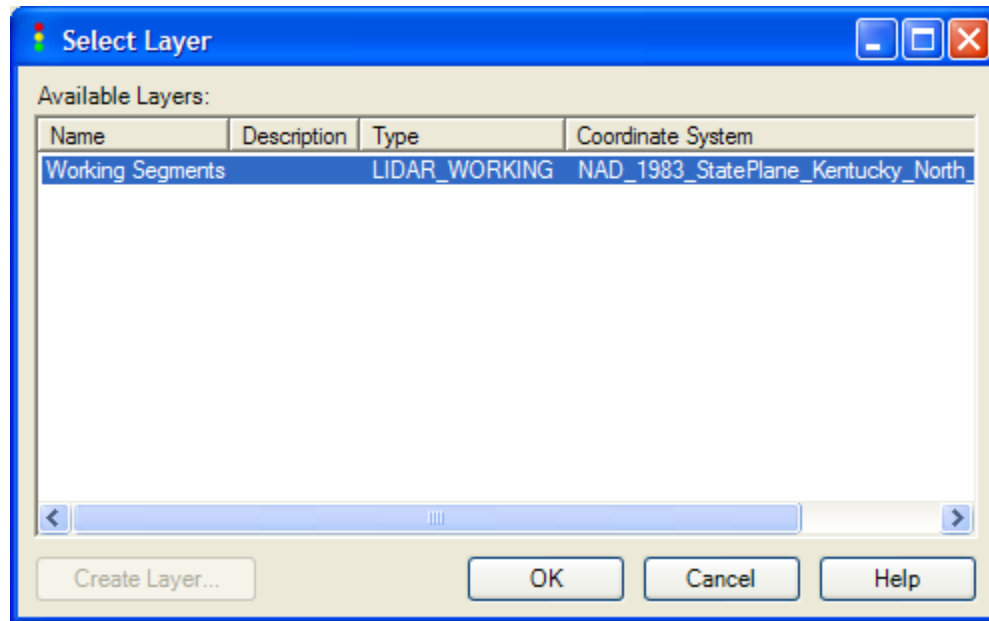 Select Layer
Available Layers:
Name Description Type Coordinate System
Working Segments LIDAR_WORKING NAD_1983_StatePlane_Kentucky_North_
Create Layer... OK Cancel Help